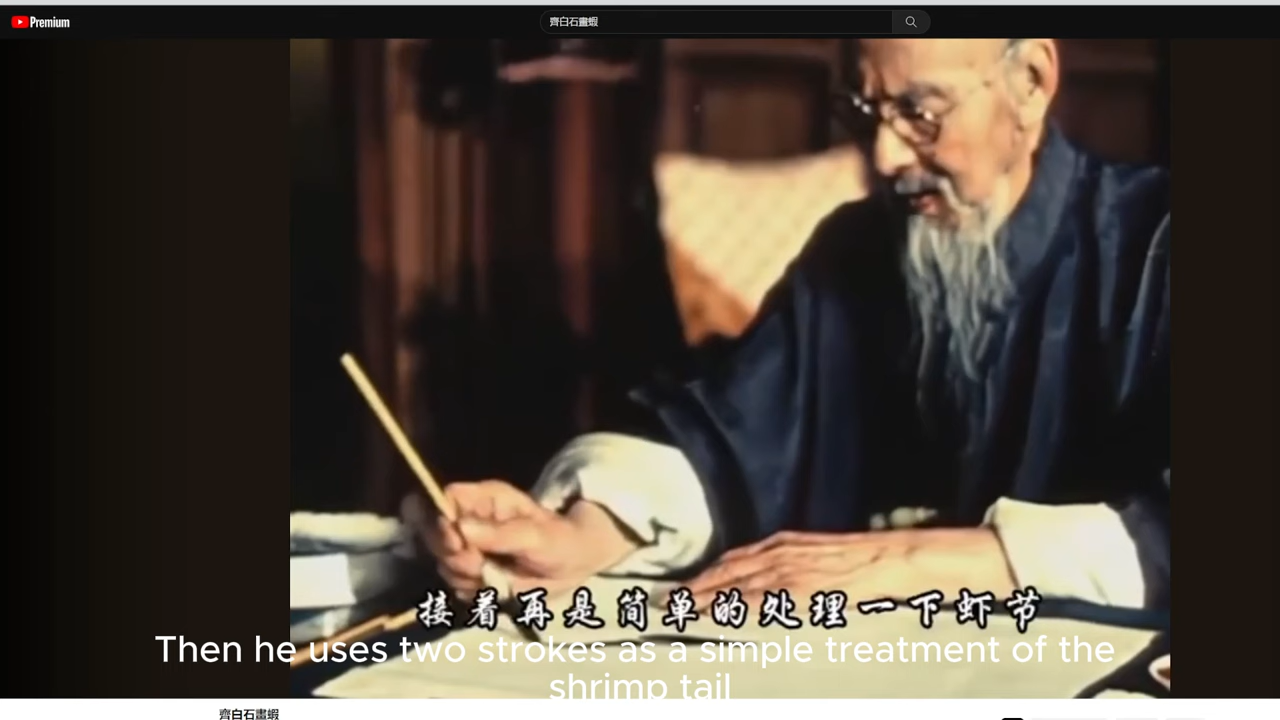 Premium
齊白石畫蝦
接着再是简单的处理一下虾节
Then he uses two strokes as a simple treatment of the
shrimp tail
齊白石畫蝦